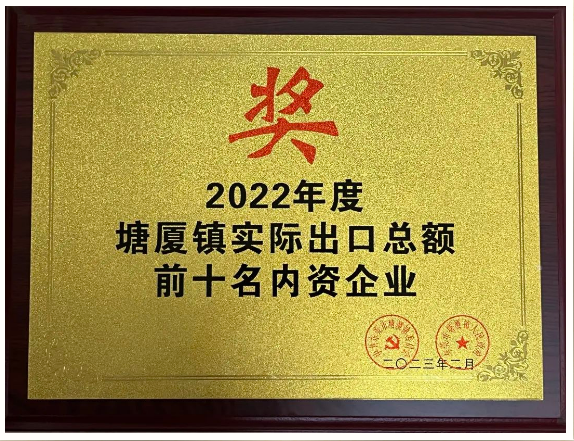 奖
2022年度
塘厦镇实际出口总额
前十名内资企业
二〇二三年二月